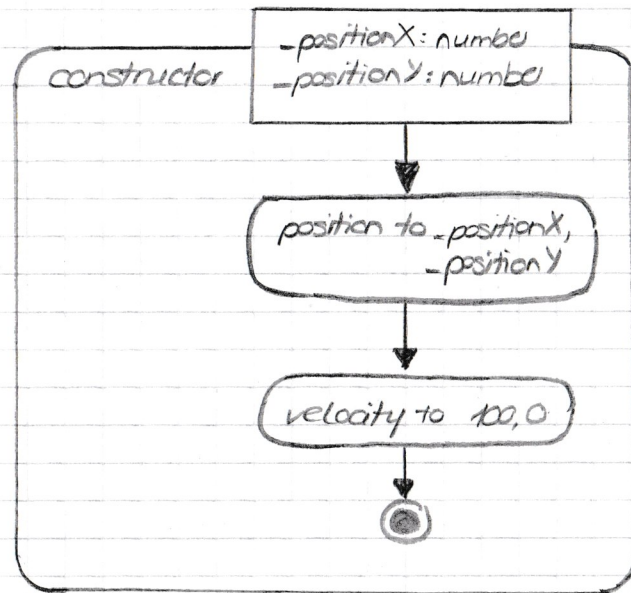 constructor
_positionX: number
_positionY: number
position to _positionX,
_positionY
velocity to 100,0